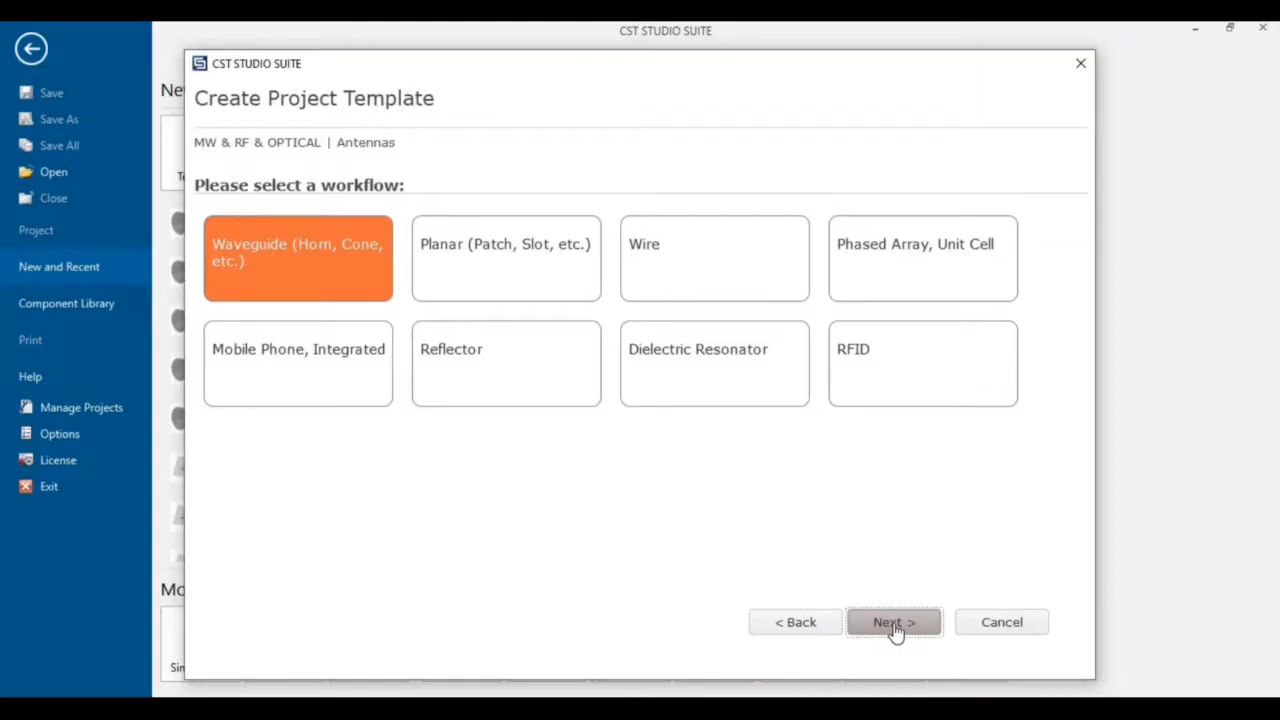 CST STUDIO SUITE
CST STUDIO SUITE
Create Project Template
MW & RF & OPTICAL | Antennas
Please select a workflow:
Waveguide (Horn, Cone,
etc.)
Planar (Patch, Slot, etc.)
Wire
Phased Array, Unit Cell
Mobile Phone, Integrated
Reflector
Dielectric Resonator
RFID
< Back
Next >
Cancel
Save
Save As
Save All
Open
Close
Project
New and Recent
Component Library
Print
Help
Manage Projects
Options
License
Exit